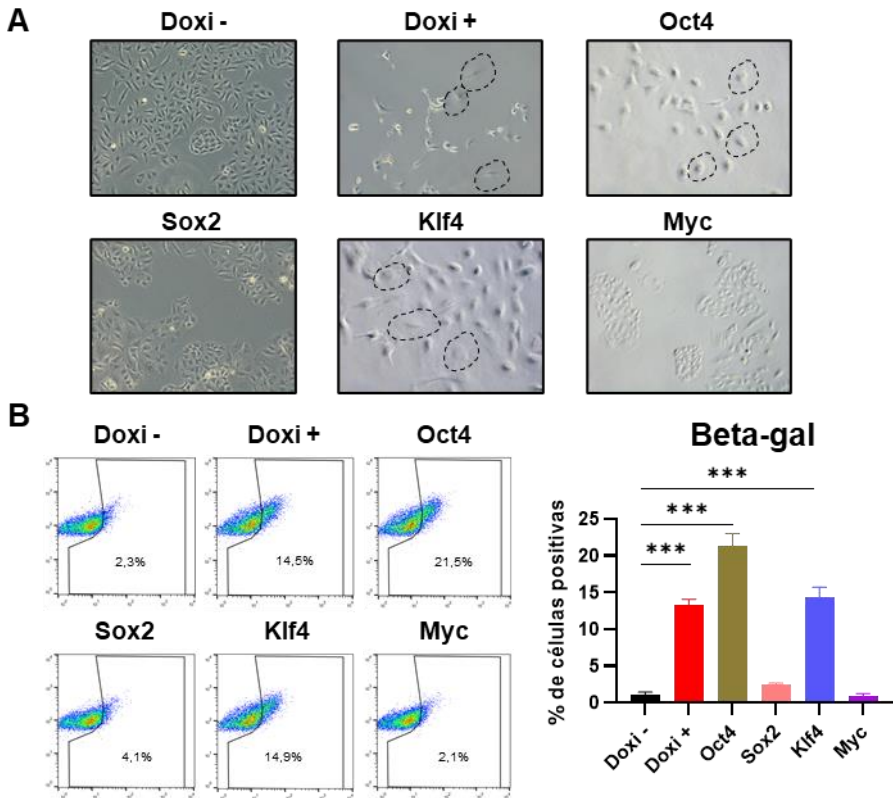 A
Doxi -
Doxi +
Oct4
Sox2
Klf4
Myc
B
Doxi -
Doxi +
Oct4
2,3%
14,5%
21,5%
Sox2
Klf4
Myc
4,1%
14,9%
2,1%
Beta-gal
***
***
***
% de células positivas
25
20
15
10
5
0
Doxi -
Doxi +
Oct4
Sox2
Klf4
Myc